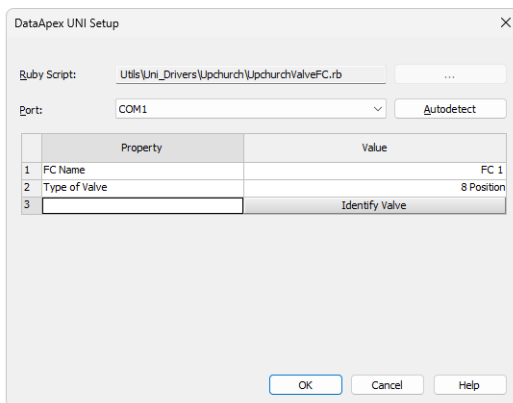 DataApex UNI Setup
Ruby Script: Utils\Uni_Drivers\Upchurch\UpchurchValveFC.rb ...
Port: COM1 Autodetect
Property Value
1 FC Name FC 1
2 Type of Valve 8 Position
3 Identify Valve
OK Cancel Help